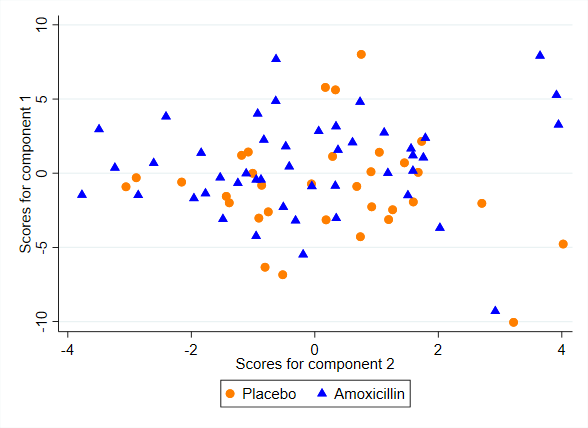 10
5
0
-5
-10
Scores for component 1
-4 -2 0 2 4
Scores for component 2
Placebo Amoxicillin